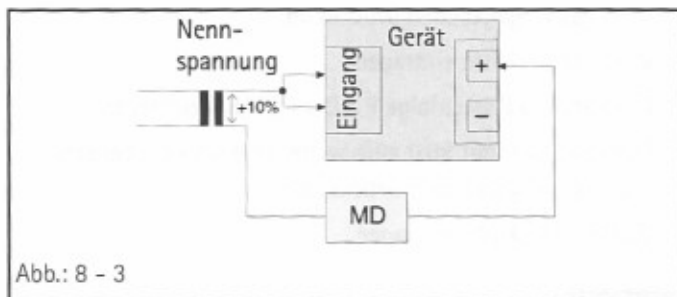 Nenn-
spannung
Gerät
Eingang
+
+10%
−
MD
Abb.: 8 - 3